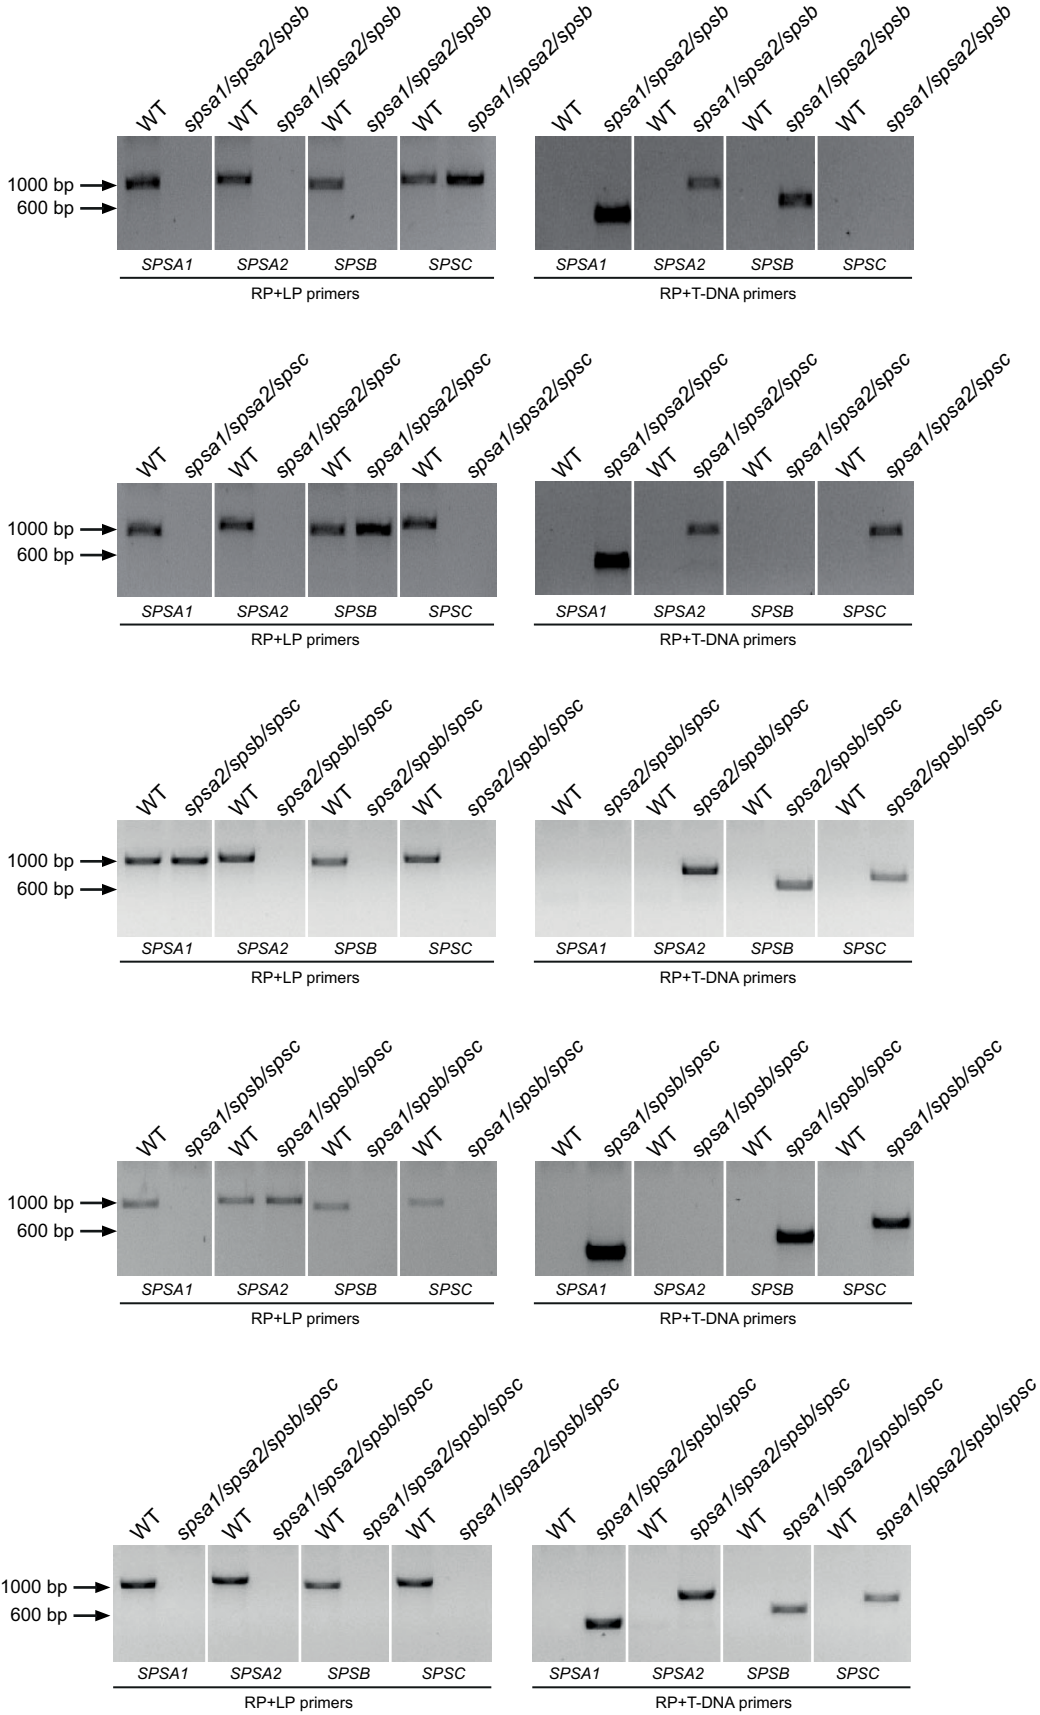 WT spsa1/spsa2/spsb WT spsa1/spsa2/spsb WT spsa1/spsa2/spsb WT spsa1/spsa2/spsb WT spsa1/spsa2/spsb WT spsa1/spsa2/spsb WT spsa1/spsa2/spsb WT spsa1/spsa2/spsb
1000 bp
600 bp
SPSA1 SPSA2 SPSB SPSC SPSA1 SPSA2 SPSB SPSC
RP+LP primers RP+T-DNA primers
WT spsa1/spsa2/spsc WT spsa1/spsa2/spsc WT spsa1/spsa2/spsc WT spsa1/spsa2/spsc WT spsa1/spsa2/spsc WT spsa1/spsa2/spsc WT spsa1/spsa2/spsc WT spsa1/spsa2/spsc
1000 bp
600 bp
SPSA1 SPSA2 SPSB SPSC SPSA1 SPSA2 SPSB SPSC
RP+LP primers RP+T-DNA primers
WT spsa2/spsb/spsc WT spsa2/spsb/spsc WT spsa2/spsb/spsc WT spsa2/spsb/spsc WT spsa2/spsb/spsc WT spsa2/spsb/spsc WT spsa2/spsb/spsc WT spsa2/spsb/spsc
1000 bp
600 bp
SPSA1 SPSA2 SPSB SPSC SPSA1 SPSA2 SPSB SPSC
RP+LP primers RP+T-DNA primers
WT spsa1/spsb/spsc WT spsa1/spsb/spsc WT spsa1/spsb/spsc WT spsa1/spsb/spsc WT spsa1/spsb/spsc WT spsa1/spsb/spsc WT spsa1/spsb/spsc WT spsa1/spsb/spsc
1000 bp
600 bp
SPSA1 SPSA2 SPSB SPSC SPSA1 SPSA2 SPSB SPSC
RP+LP primers RP+T-DNA primers
WT spsa1/spsa2/spsb/spsc WT spsa1/spsa2/spsb/spsc WT spsa1/spsa2/spsb/spsc WT spsa1/spsa2/spsb/spsc WT spsa1/spsa2/spsb/spsc WT spsa1/spsa2/spsb/spsc WT spsa1/spsa2/spsb/spsc WT spsa1/spsa2/spsb/spsc
1000 bp
600 bp
SPSA1 SPSA2 SPSB SPSC SPSA1 SPSA2 SPSB SPSC
RP+LP primers RP+T-DNA primers